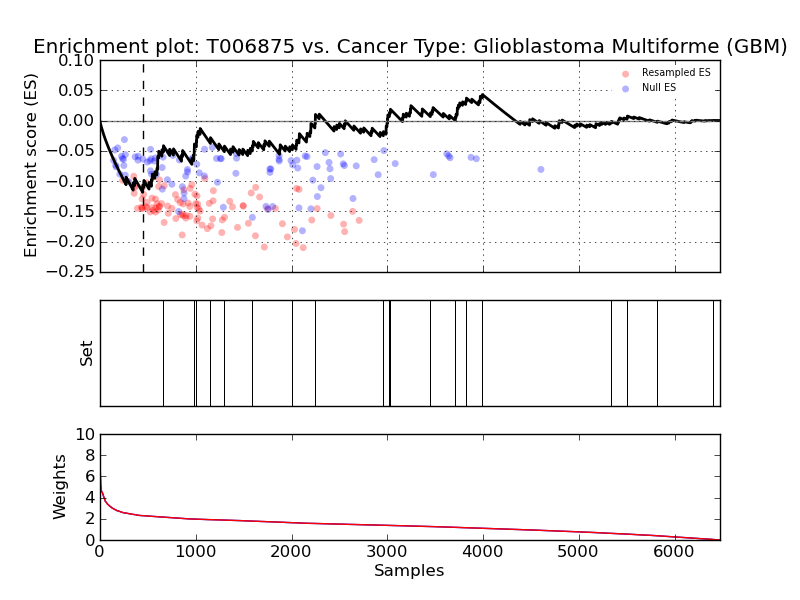 Enrichment plot: T006875 vs. Cancer Type: Glioblastoma Multiforme (GBM)
0.10
0.05
0.00
−0.05
−0.10
−0.15
−0.20
−0.25
Enrichment score (ES)
Resampled ES
Null ES
Set
10
8
6
4
2
0
Weights
0 1000 2000 3000 4000 5000 6000
Samples